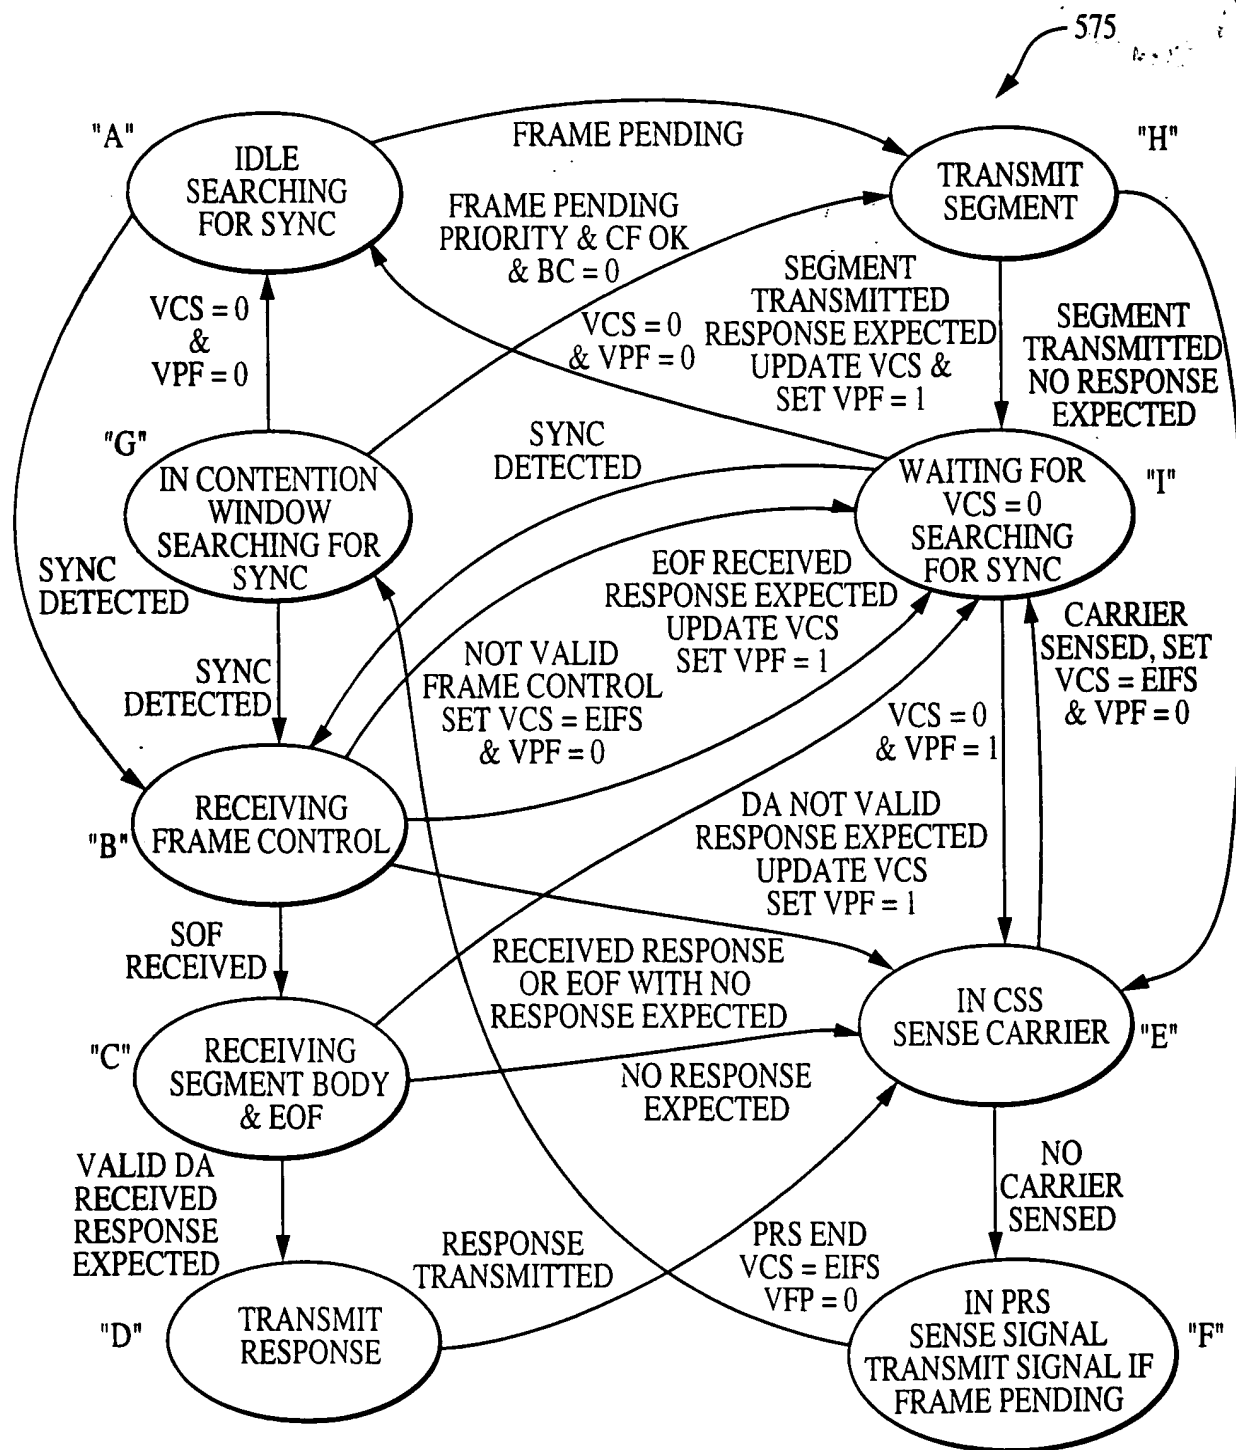 575
"A"
IDLE
SEARCHING
FOR SYNC
FRAME PENDING
"H"
TRANSMIT
SEGMENT
FRAME PENDING
PRIORITY & CF OK
& BC = 0
VCS = 0
&
VPF = 0
VCS = 0
& VPF = 0
SEGMENT
TRANSMITTED
RESPONSE EXPECTED
UPDATE VCS &
SET VPF = 1
SEGMENT
TRANSMITTED
NO RESPONSE
EXPECTED
"G"
IN CONTENTION
WINDOW
SEARCHING FOR
SYNC
SYNC
DETECTED
WAITING FOR
VCS = 0
SEARCHING
FOR SYNC
"I"
SYNC
DETECTED
SYNC
DETECTED
NOT VALID
FRAME CONTROL
SET VCS = EIFS
& VPF = 0
EOF RECEIVED
RESPONSE EXPECTED
UPDATE VCS
SET VPF = 1
CARRIER
SENSED, SET
VCS = EIFS
& VPF = 0
VCS = 0
& VPF = 1
RECEIVING
FRAME CONTROL
"B"
DA NOT VALID
RESPONSE EXPECTED
UPDATE VCS
SET VPF = 1
SOF
RECEIVED
RECEIVED RESPONSE
OR EOF WITH NO
RESPONSE EXPECTED
IN CSS
SENSE CARRIER
"E"
"C"
RECEIVING
SEGMENT BODY
& EOF
NO RESPONSE
EXPECTED
VALID DA
RECEIVED
RESPONSE
EXPECTED
NO
CARRIER
SENSED
RESPONSE
TRANSMITTED
PRS END
VCS = EIFS
VFP = 0
"D"
TRANSMIT
RESPONSE
IN PRS
SENSE SIGNAL
TRANSMIT SIGNAL IF
FRAME PENDING
"F"